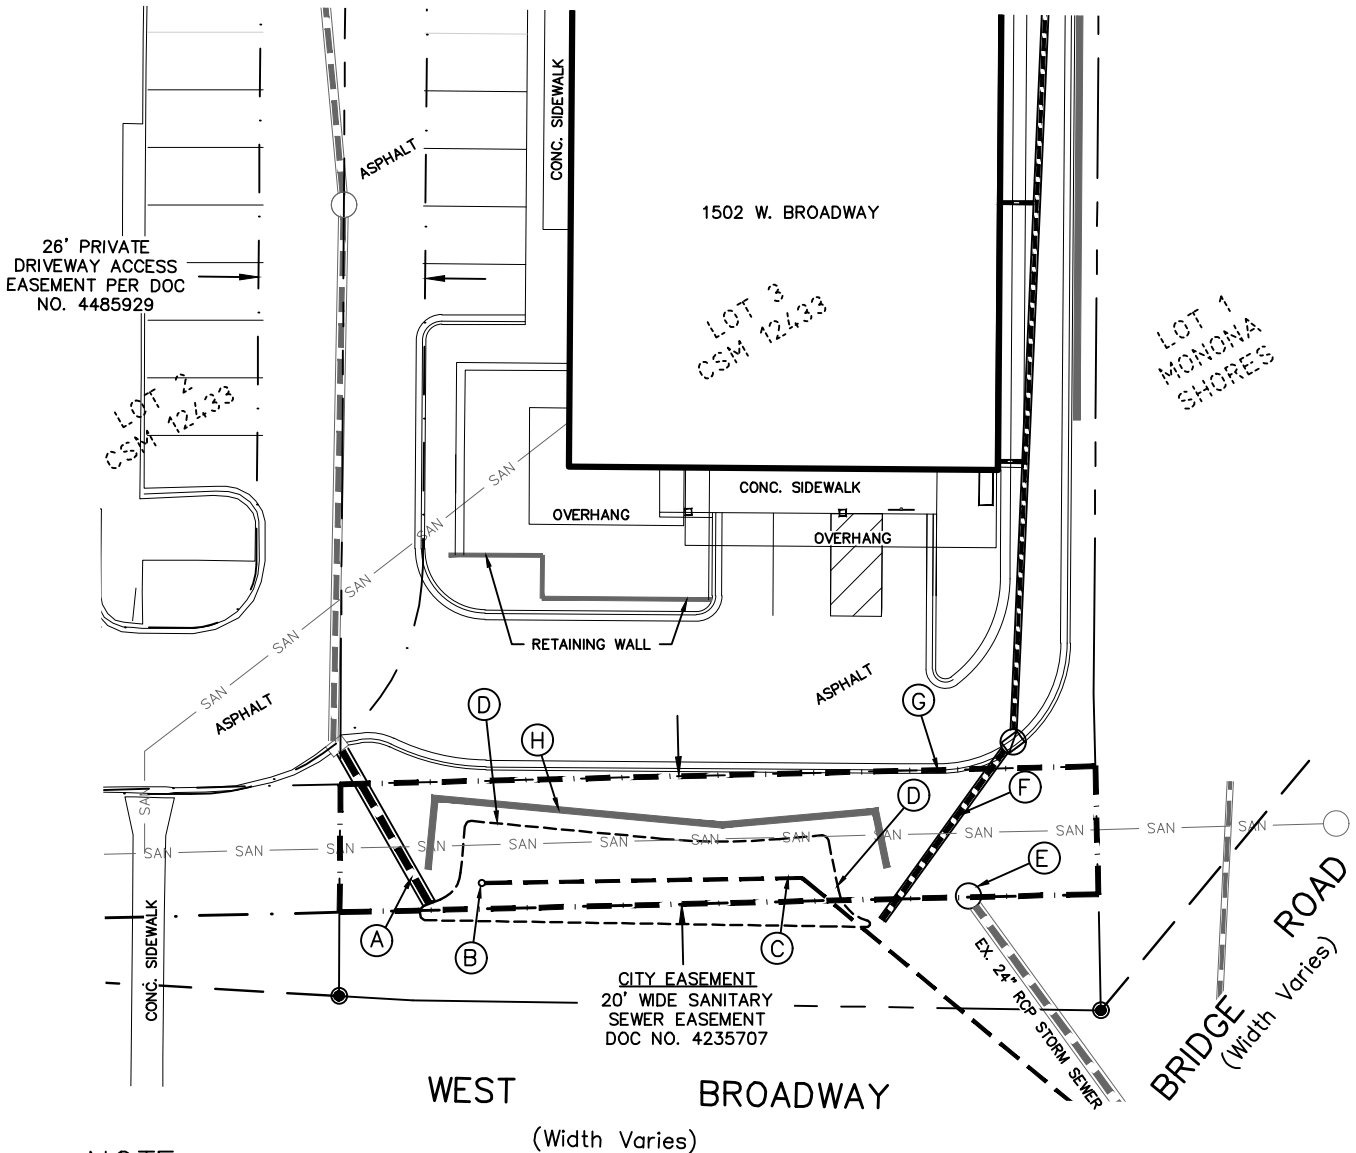 CONC. SIDEWALK
ASPHALT
1502 W. BROADWAY
26' PRIVATE
DRIVEWAY ACCESS
EASEMENT PER DOC
NO. 4485929
LOT 3
CSM 12433
LOT 1
MONONA
SHORES
LOT 2
CSM 12433
SAN
CONC. SIDEWALK
OVERHANG
SAN
OVERHANG
SAN
SAN
RETAINING WALL
SAN
ASPHALT
ASPHALT
D
G
H
F
D
SAN
SAN
SAN
SAN
SAN
SAN
SAN
SAN
SAN
SAN
SAN
SAN
SAN
SAN
E
A
B
C
CONC. SIDEWALK
EX. 24" RCP STORM SEWER
CITY EASEMENT
20' WIDE SANITARY
SEWER EASEMENT
DOC NO. 4235707
BRIDGE ROAD
(Width Varies)
WEST BROADWAY
(Width Varies)